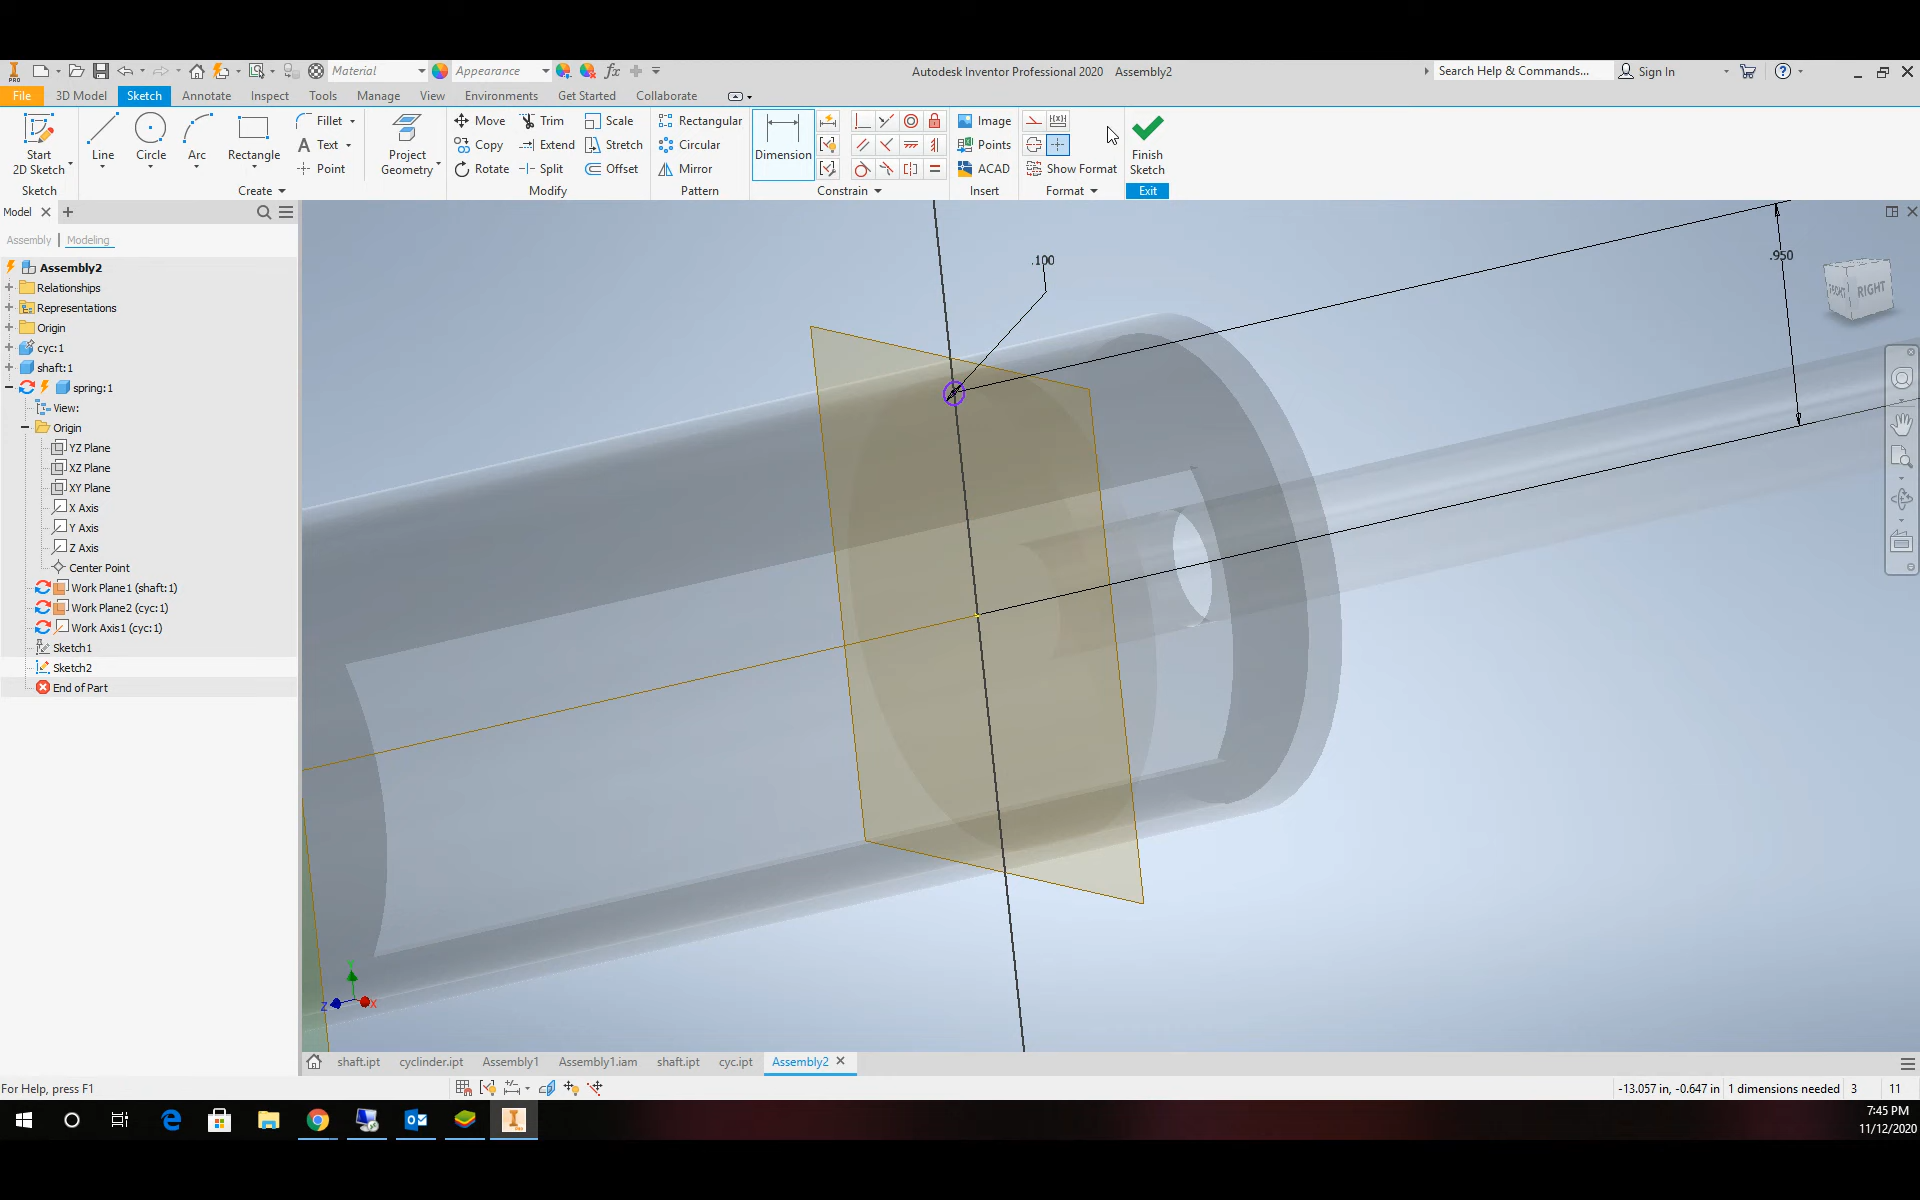 Material Appearance fx Autodesk Inventor Professional 2020 Assembly2 Search Help & Commands... Sign In
File 3D Model Sketch Annotate Inspect Tools Manage View Environments Get Started Collaborate
Start 2D Sketch Line Circle Arc Rectangle Fillet Text Point Project Geometry Move Copy Rotate Trim Extend Split Scale Stretch Offset Rectangular Circular Mirror Dimension Image Points ACAD Show Format Finish Sketch
Sketch Create Modify Pattern Constrain Insert Format Exit
Model
Assembly | Modeling
Assembly2
Relationships
Representations
Origin
cyc:1
shaft:1
spring:1
View:
Origin
YZ Plane
XZ Plane
XY Plane
X Axis
Y Axis
Z Axis
Center Point
Work Plane1 (shaft:1)
Work Plane2 (cyc:1)
Work Axis1 (cyc:1)
Sketch1
Sketch2
End of Part
.100
.950
FRONT RIGHT
Z X
shaft.ipt cyclinder.ipt Assembly1 Assembly1.iam shaft.ipt cyc.ipt Assembly2
For Help, press F1 -13.057 in, -0.647 in 1 dimensions needed 3 11
7:45 PM
11/12/2020